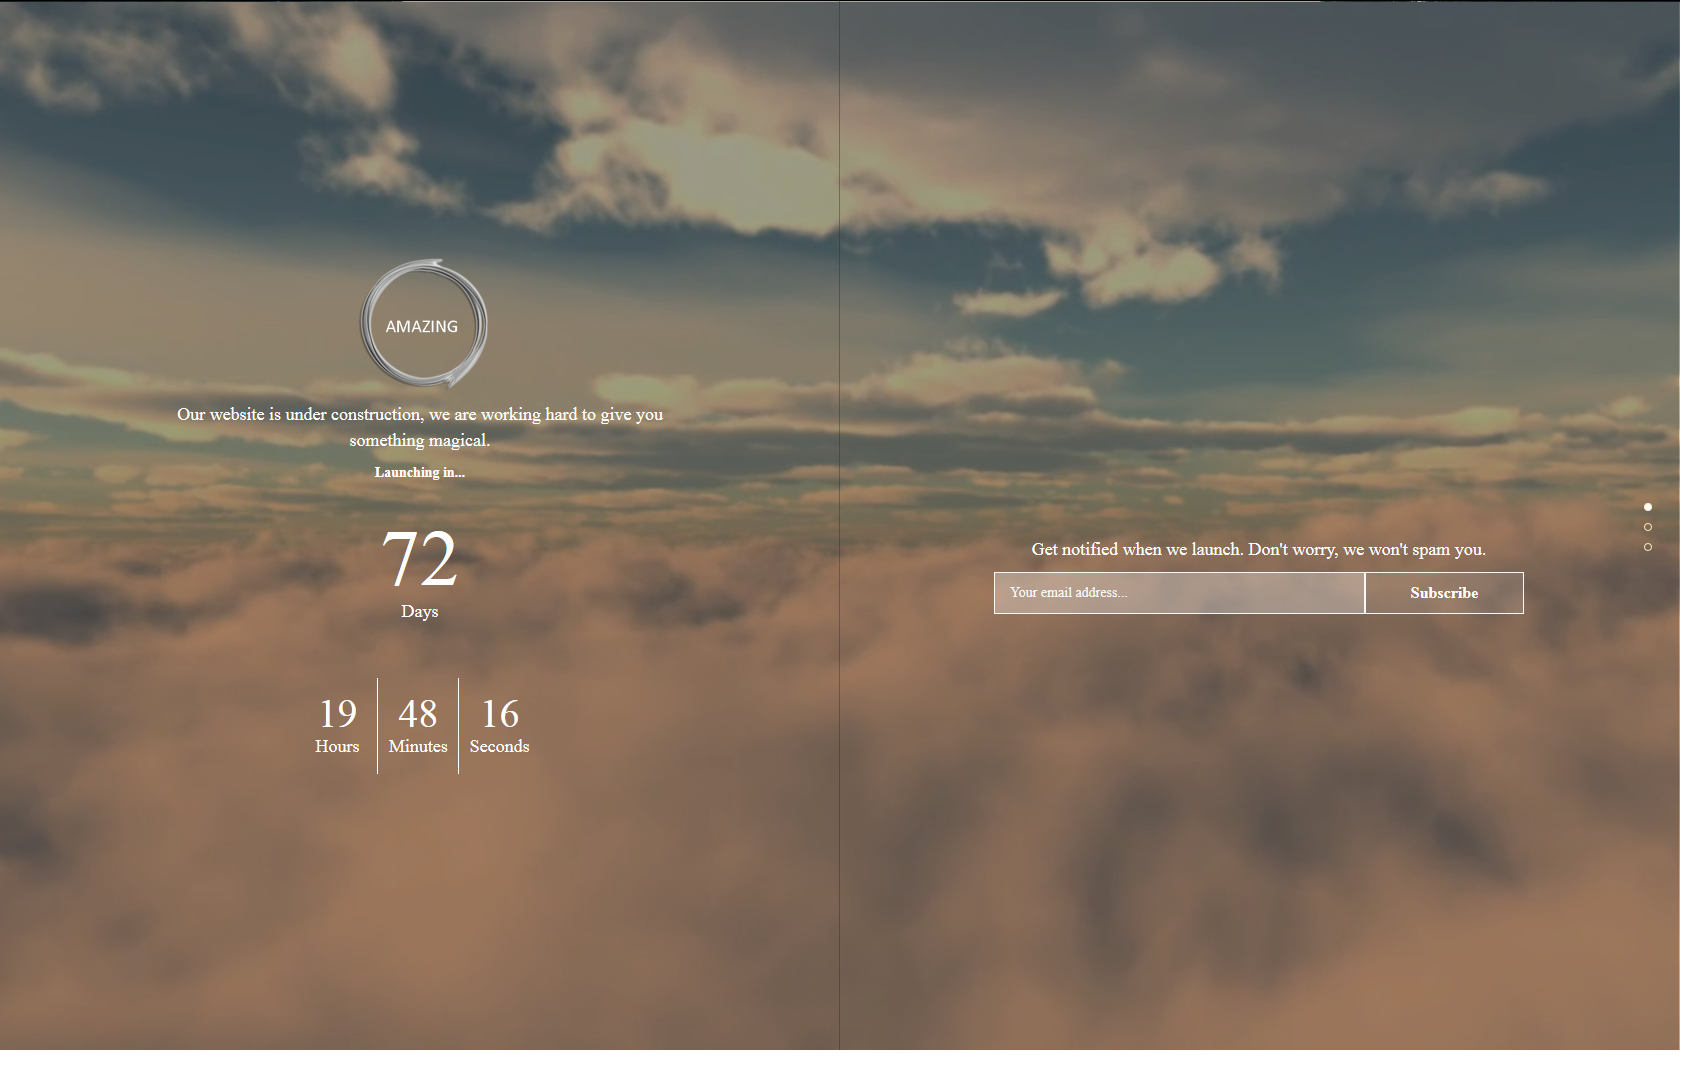 AMAZING
Our website is under construction, we are working hard to give you
something magical.
Launching in...
72
Days
19 48 16
Hours Minutes Seconds
Get notified when we launch. Don't worry, we won't spam you.
Your email address... Subscribe